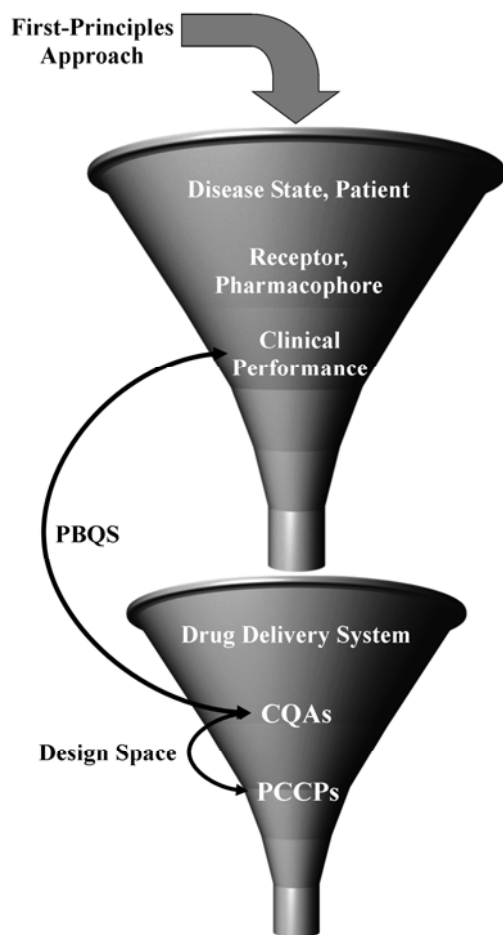 First-Principles
Approach
Disease State, Patient
Receptor,
Pharmacophore
Clinical
Performance
PBQS
Drug Delivery System
CQAs
Design Space
PCCPs